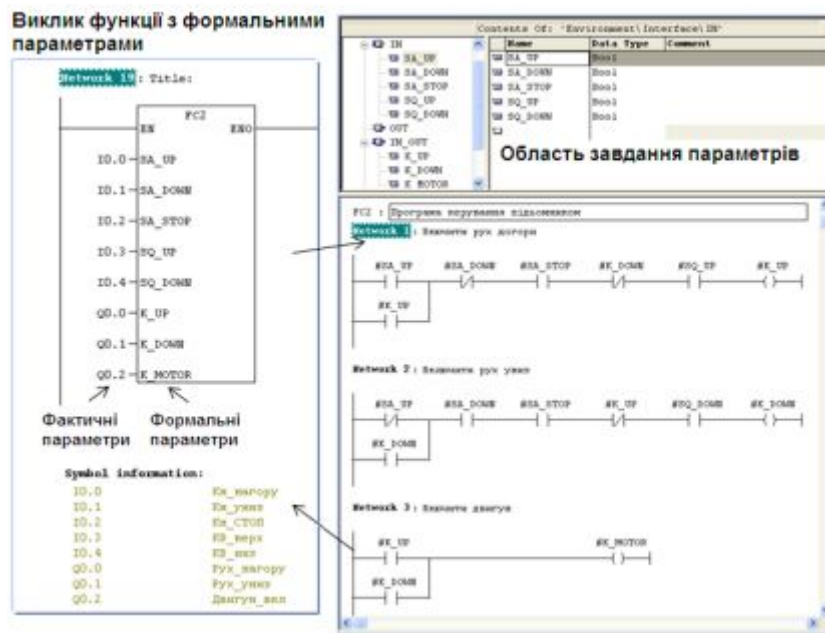 Виклик функції з формальними
параметрами
Network 19 : Title:
FC2
EN ENO
I0.0 SA_UP
I0.1 SA_DOWN
I0.2 SA_STOP
I0.3 SQ_UP
I0.4 SQ_DOWN
Q0.0 K_UP
Q0.1 K_DOWN
Q0.2 K_MOTOR
Фактичні
параметри
Формальні
параметри
Symbol information:
I0.0 Кн_нагору
I0.1 Кн_униз
I0.2 Кн_СТОП
I0.3 КВ_верх
I0.4 КВ_низ
Q0.0 Рух_нагору
Q0.1 Рух_униз
Q0.2 Двигун_вкл
Contents Of: 'Environment\Interface\IN'
IN
SA_UP
SA_DOWN
SA_STOP
SQ_UP
SQ_DOWN
OUT
IN_OUT
K_UP
K_DOWN
K_MOTOR
Name Data Type Comment
SA_UP Bool
SA_DOWN Bool
SA_STOP Bool
SQ_UP Bool
SQ_DOWN Bool
Область завдання параметрів
FC2 : Програма керування підйомником
Network 1 : Включити рух догори
#SA_UP #SA_DOWN #SA_STOP #K_DOWN #SQ_UP #K_UP
#K_UP
Network 2 : Включити рух униз
#SA_UP #SA_DOWN #SA_STOP #K_UP #SQ_DOWN #K_DOWN
#K_DOWN
Network 3 : Включити двигун
#K_UP #K_MOTOR
#K_DOWN